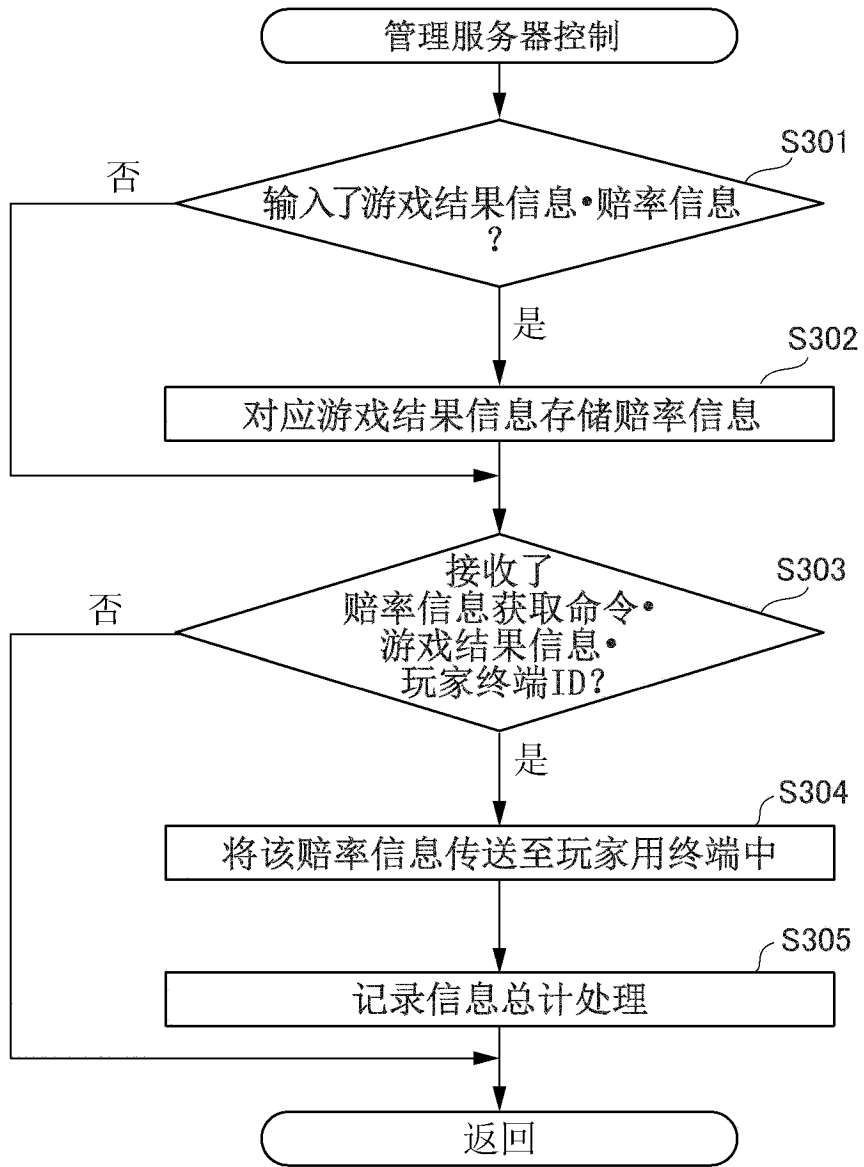 管理服务器控制
S301
否
输入了游戏结果信息·赔率信息
?
是
S302
对应游戏结果信息存储赔率信息
S303
否
接收了
赔率信息获取命令·
游戏结果信息·
玩家终端ID?
是
S304
将该赔率信息传送至玩家用终端中
S305
记录信息总计处理
返回